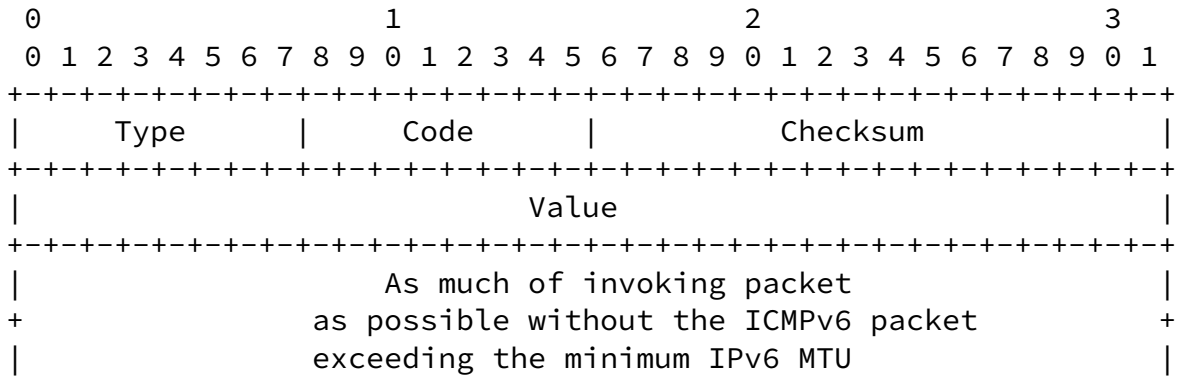 0                   1                   2                   3
 0 1 2 3 4 5 6 7 8 9 0 1 2 3 4 5 6 7 8 9 0 1 2 3 4 5 6 7 8 9 0 1
+-+-+-+-+-+-+-+-+-+-+-+-+-+-+-+-+-+-+-+-+-+-+-+-+-+-+-+-+-+-+-+-+
|     Type      |     Code      |          Checksum             |
+-+-+-+-+-+-+-+-+-+-+-+-+-+-+-+-+-+-+-+-+-+-+-+-+-+-+-+-+-+-+-+-+
|                            Value                              |
+-+-+-+-+-+-+-+-+-+-+-+-+-+-+-+-+-+-+-+-+-+-+-+-+-+-+-+-+-+-+-+-+
|                    As much of invoking packet                 |
+                as possible without the ICMPv6 packet          +
|                exceeding the minimum IPv6 MTU                 |